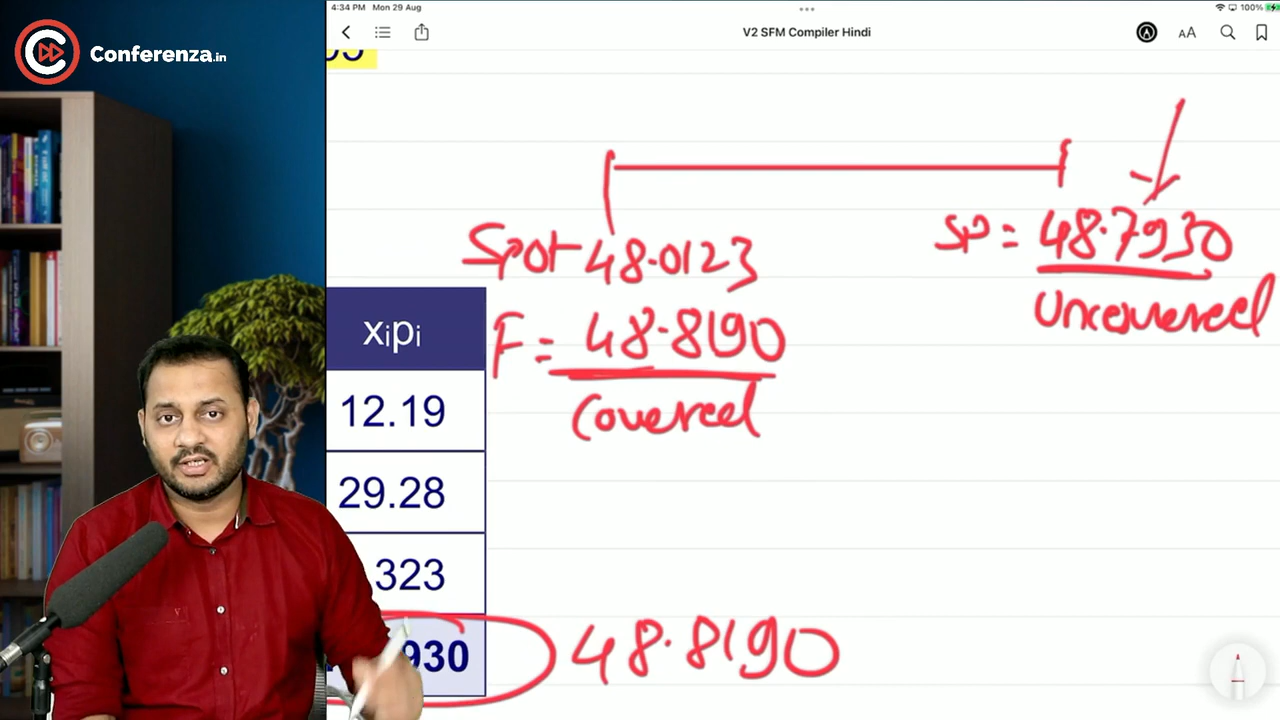 4:34 PM Mon 29 Aug
100%
V2 SFM Compiler Hindi
AA
Conferenza.in
Spot 48.0123
SP = 48.7930
Uncovered
F = 48.8190
Covered
xᵢpᵢ
12.19
29.28
323
930
48.8190